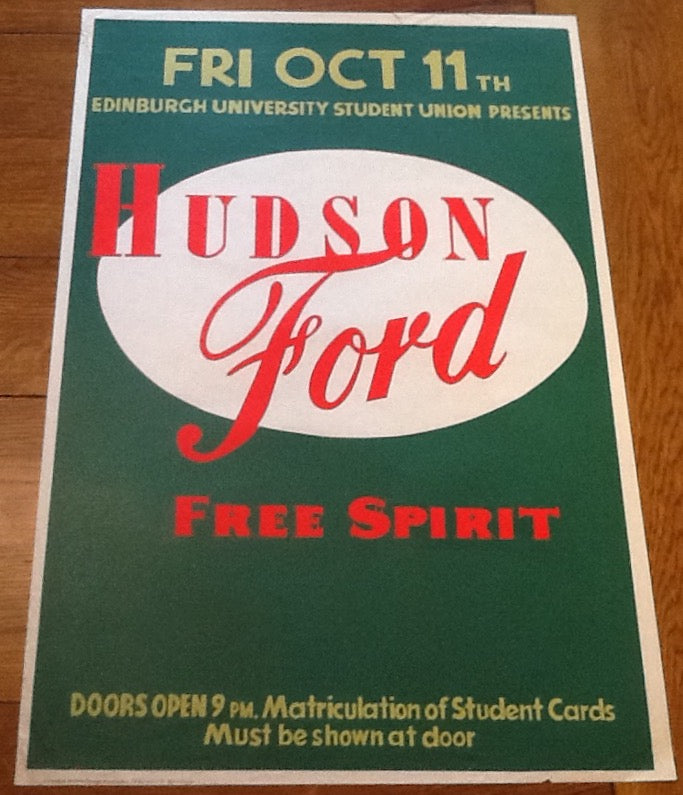 FRI OCT 11TH
EDINBURGH UNIVERSITY STUDENT UNION PRESENTS
HUDSON
Ford
FREE SPIRIT
DOORS OPEN 9 PM. Matriculation of Student Cards
Must be shown at door